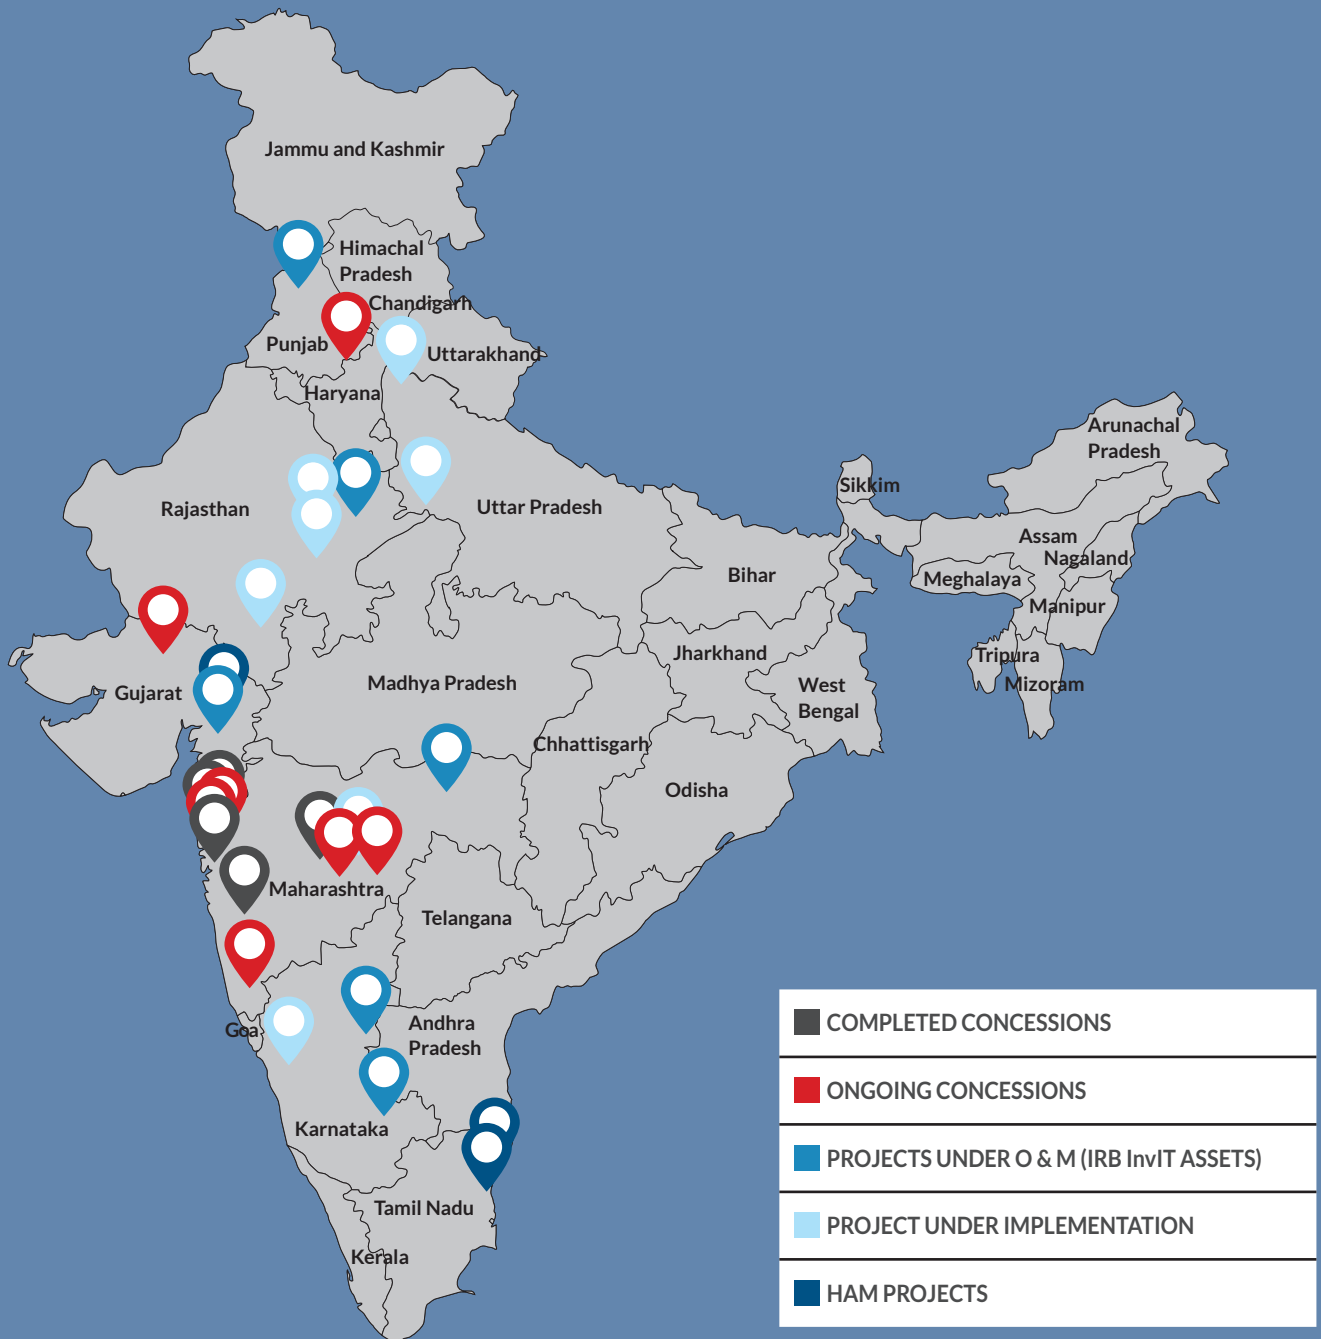 Jammu and Kashmir
Himachal
Pradesh
Chandigarh
Punjab
Uttarakhand
Haryana
Arunachal
Pradesh
Sikkim
Rajasthan
Uttar Pradesh
Assam
Nagaland
Bihar
Meghalaya
Manipur
Jharkhand
Tripura
Gujarat
Madhya Pradesh
West
Bengal
Mizoram
Chhattisgarh
Odisha
Maharashtra
Telangana
Goa
Andhra
Pradesh
Karnataka
Tamil Nadu
Kerala
COMPLETED CONCESSIONS
ONGOING CONCESSIONS
PROJECTS UNDER O & M (IRB InvIT ASSETS)
PROJECT UNDER IMPLEMENTATION
HAM PROJECTS